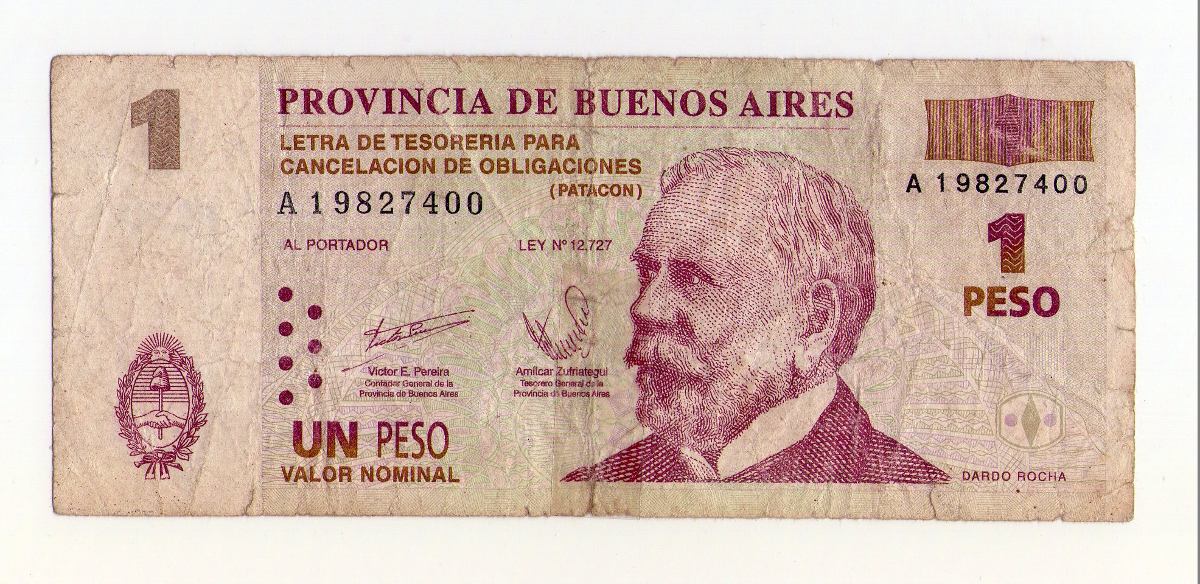 1
PROVINCIA DE BUENOS AIRES
LETRA DE TESORERIA PARA
CANCELACION DE OBLIGACIONES
(PATACON)
A 19827400
A 19827400
AL PORTADOR
LEY Nº 12.727
1
PESO
Victor E. Pereira
Contador General de la
Provincia de Buenos Aires
Amílcar Zufriategui
Tesorero General de la
Provincia de Buenos Aires
UN PESO
VALOR NOMINAL
DARDO ROCHA